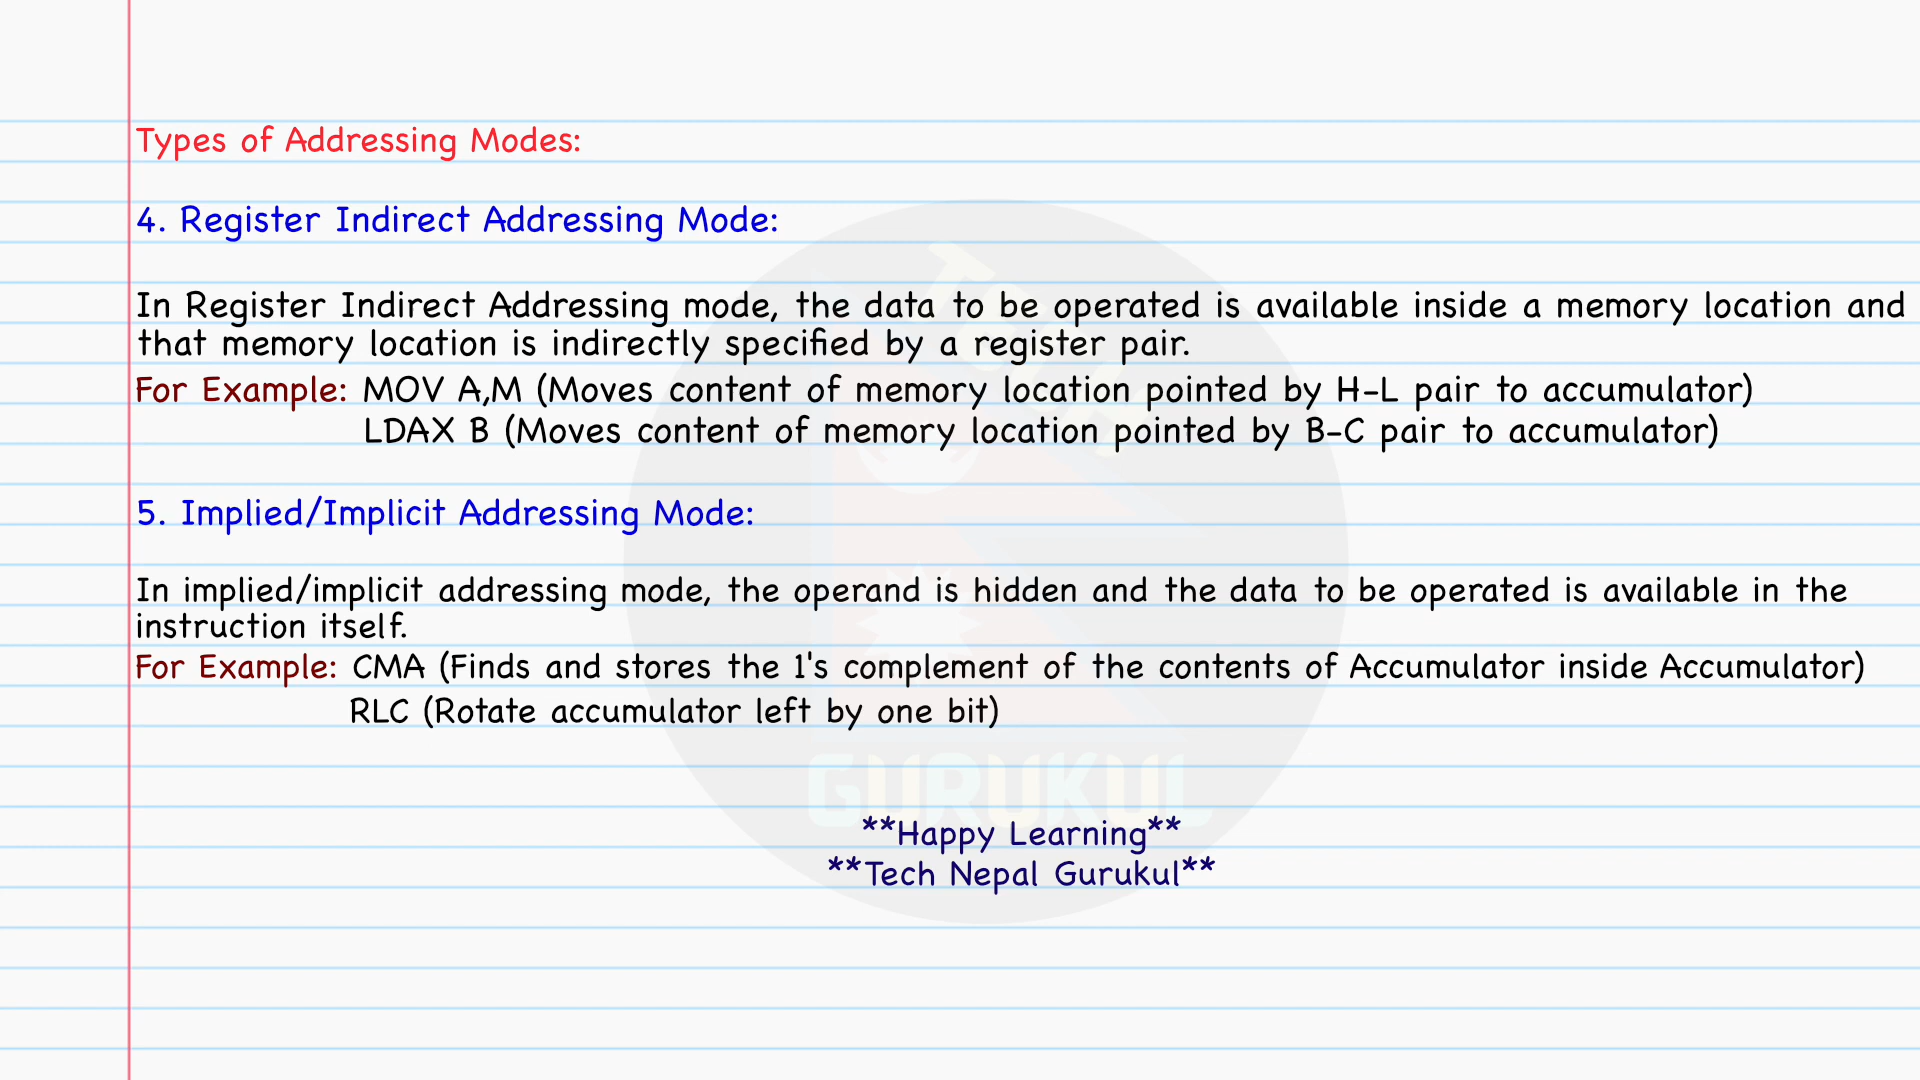 Types of Addressing Modes:
4. Register Indirect Addressing Mode:
In Register Indirect Addressing mode, the data to be operated is available inside a memory location and
that memory location is indirectly specified by a register pair.
For Example: MOV A,M (Moves content of memory location pointed by H-L pair to accumulator)
LDAX B (Moves content of memory location pointed by B-C pair to accumulator)
5. Implied/Implicit Addressing Mode:
In implied/implicit addressing mode, the operand is hidden and the data to be operated is available in the
instruction itself.
For Example: CMA (Finds and stores the 1's complement of the contents of Accumulator inside Accumulator)
RLC (Rotate accumulator left by one bit)
GURUKUL
**Happy Learning**
**Tech Nepal Gurukul**